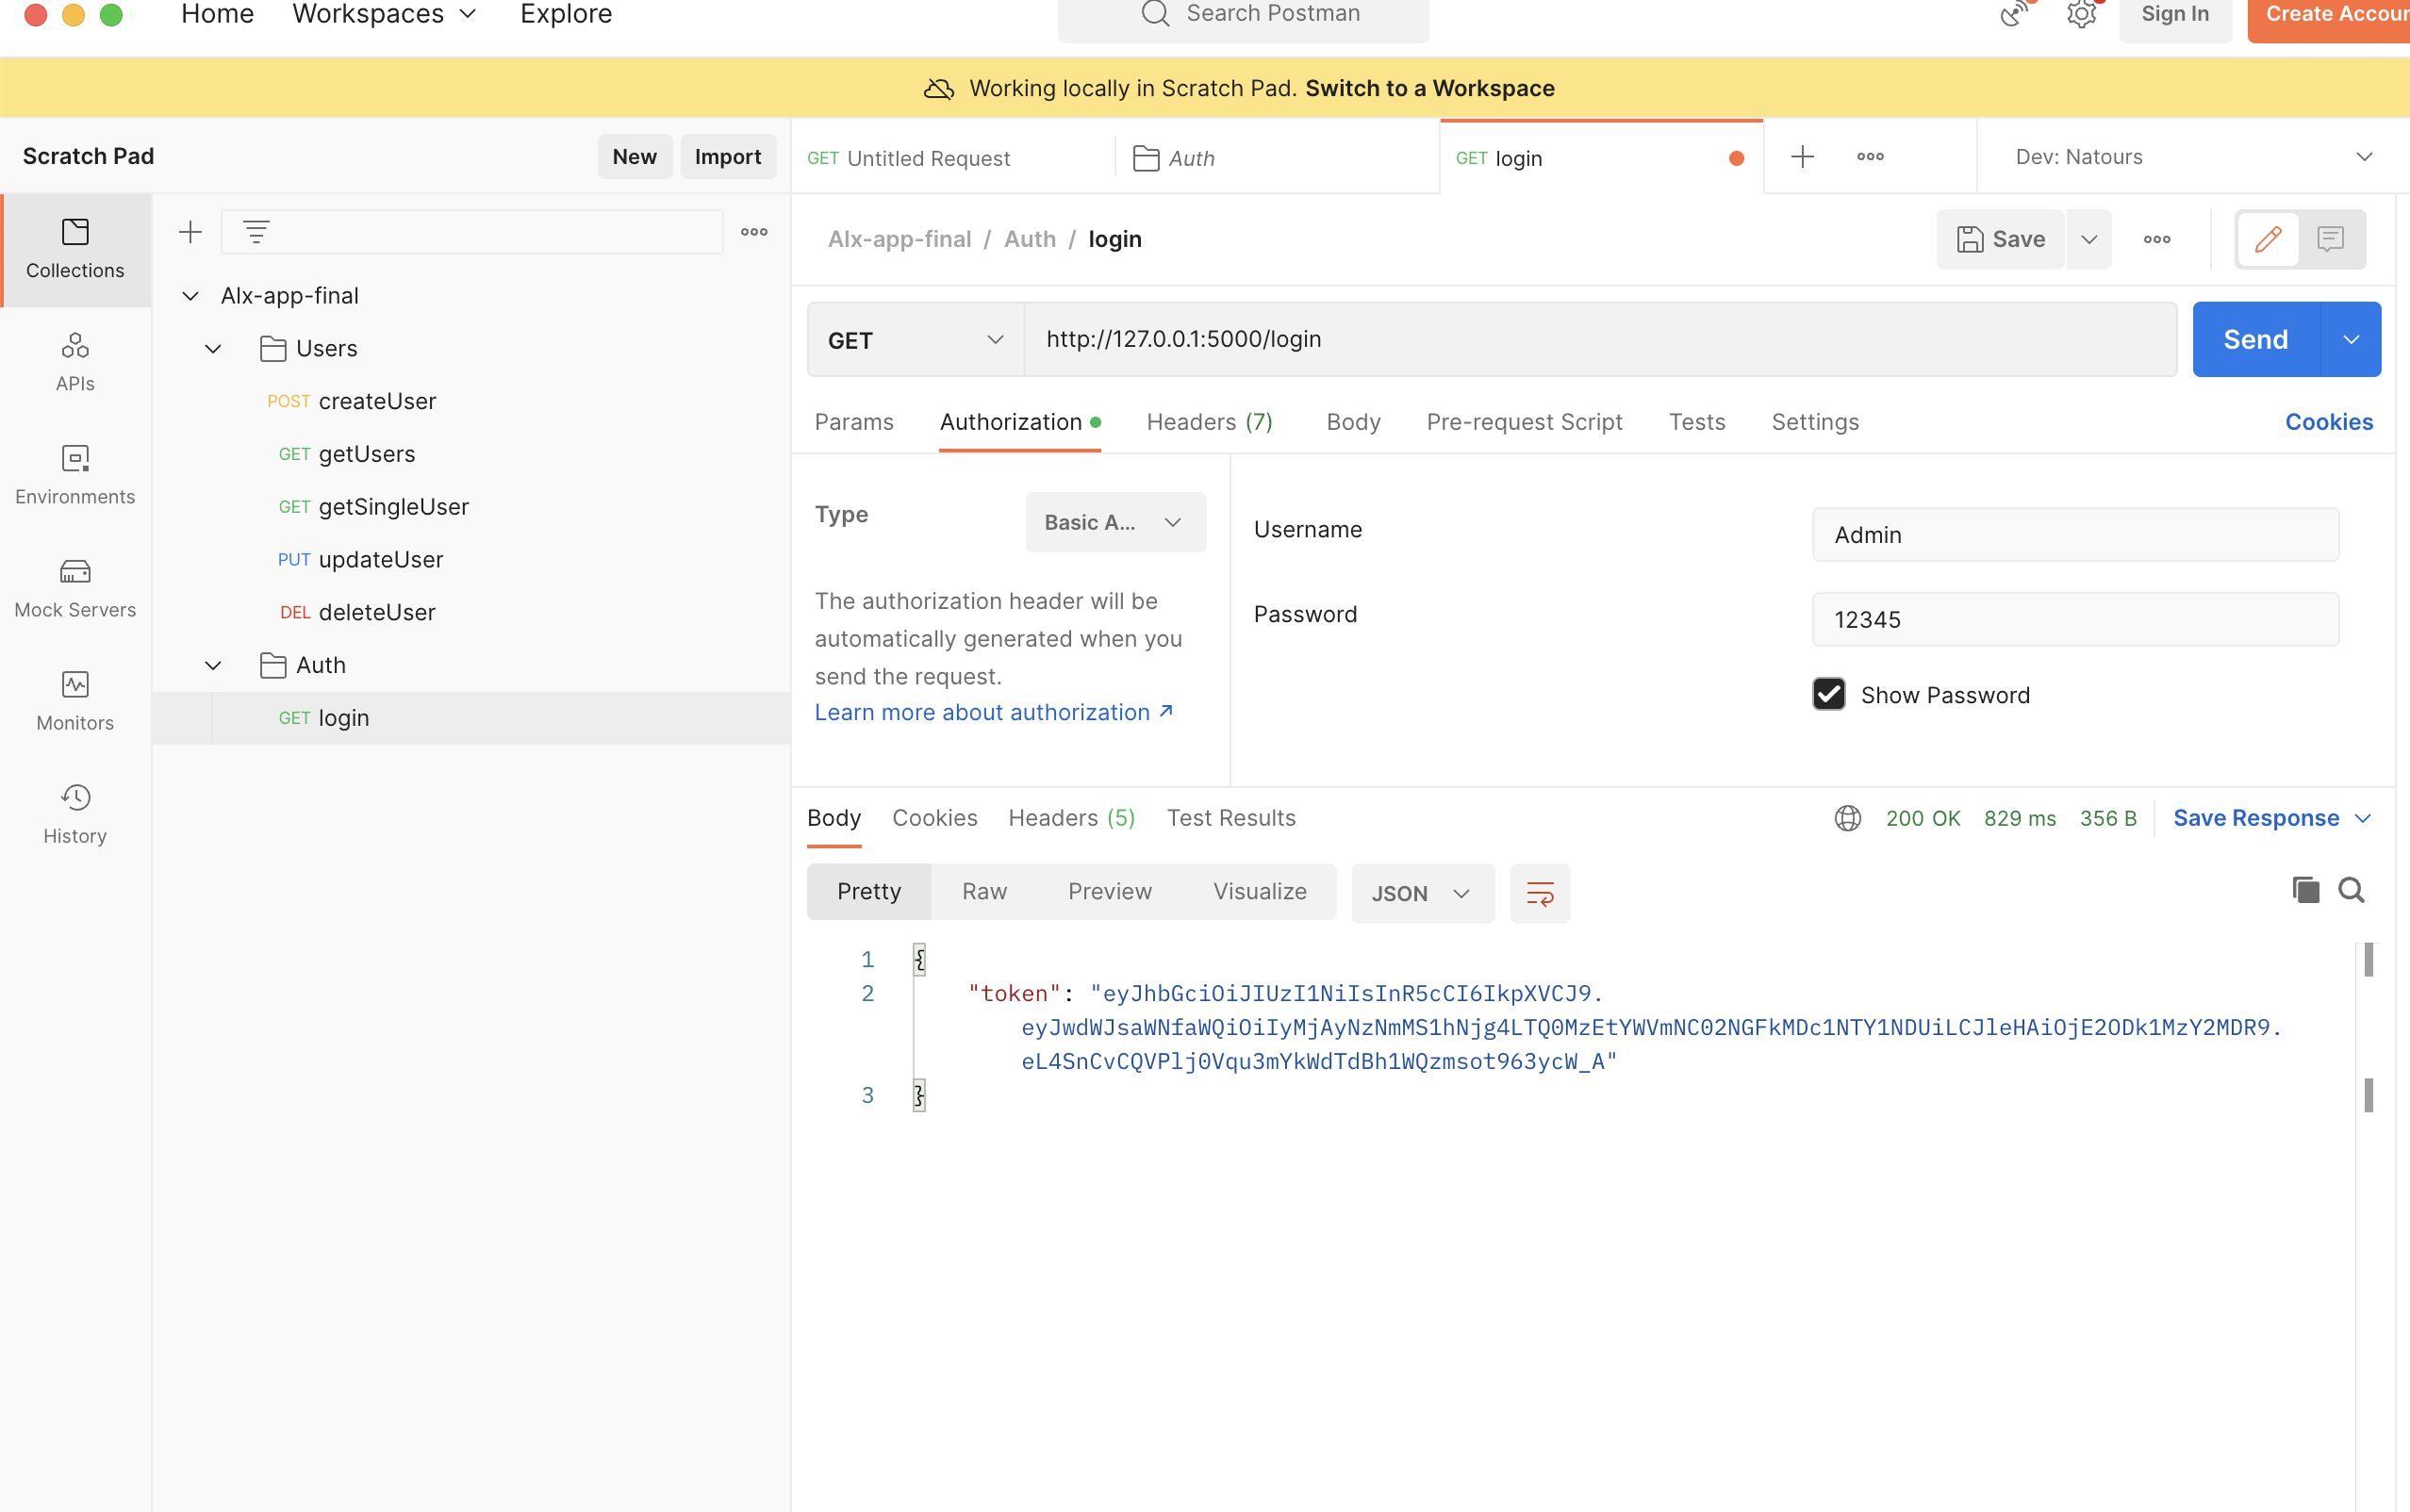 Home Workspaces Explore
Search Postman
Sign In
Create Accour
Working locally in Scratch Pad. Switch to a Workspace
Scratch Pad
New Import
GET Untitled Request
Auth
GET login
Dev: Natours
Collections
APIs
Environments
Mock Servers
Monitors
History
Alx-app-final
Users
POST createUser
GET getUsers
GET getSingleUser
PUT updateUser
DEL deleteUser
Auth
GET login
Alx-app-final / Auth / login
Save
GET http://127.0.0.1:5000/login
Send
Params Authorization Headers (7) Body Pre-request Script Tests Settings Cookies
Type
Basic A...
The authorization header will be
automatically generated when you
send the request.
Learn more about authorization ↗
Username Admin
Password 12345
Show Password
Body Cookies Headers (5) Test Results
200 OK 829 ms 356 B Save Response
Pretty Raw Preview Visualize JSON
1 {
2 "token": "eyJhbGciOiJIUzI1NiIsInR5cCI6IkpXVCJ9.
eyJwdWJsaWNfaWQiOiIyMjAyNzNmMS1hNjg4LTQ0MzEtYWVmNC02NGFkMDc1NTY1NDUiLCJleHAiOjE2ODk1MzY2MDR9.
eL4SnCvCQVPlj0Vqu3mYkWdTdBh1WQzmsot963ycW_A"
3 }